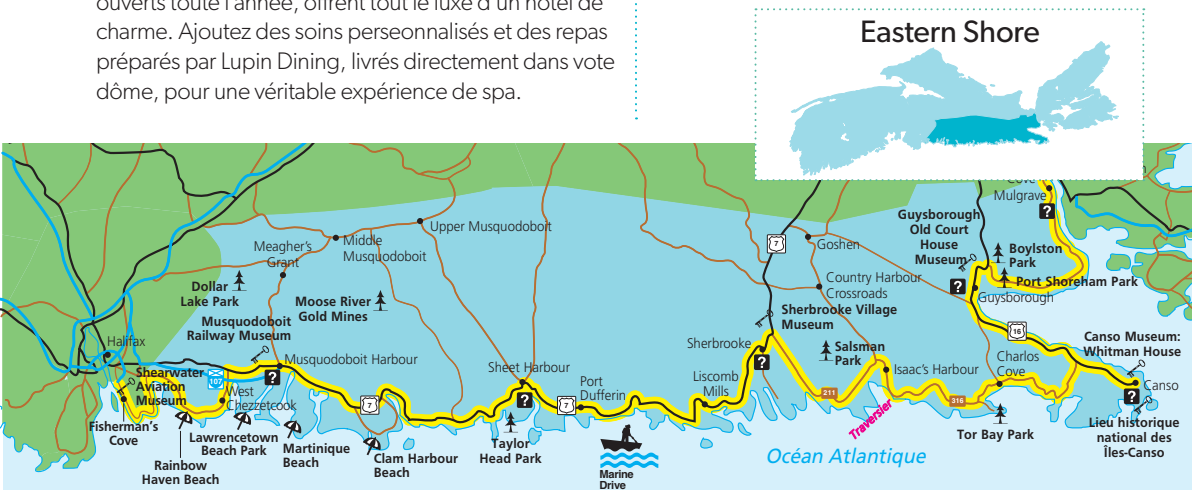 ouverts toute l'année, offrent tout le luxe d'un hôtel de
charme. Ajoutez des soins perseonnalisés et des repas
préparés par Lupin Dining, livrés directement dans vote
dôme, pour une véritable expérience de spa.
Eastern Shore
Cove
Mulgrave
?
Guysborough
Old Court
House
Museum
Boylston
Park
Port Shoreham Park
?
Guysborough
Upper Musquodoboit
Middle
Musquodoboit
Meagher's
Grant
7
Goshen
Dollar
Lake Park
Moose River
Gold Mines
Country Harbour
Crossroads
Sherbrooke Village
Museum
Musquodoboit
Railway Museum
16
Halifax
Sherbrooke
?
Salsman
Park
Canso Museum:
Whitman House
Musquodoboit Harbour
?
Shearwater
Aviation
Museum
107
West
Chezzetcook
Sheet Harbour
?
Port
Dufferin
Liscomb
Mills
Isaac's Harbour
Charlos
Cove
Canso
?
7
7
211
316
Fisherman's
Cove
Lawrencetown
Beach Park
Martinique
Beach
Rainbow
Haven Beach
Clam Harbour
Beach
Taylor
Head Park
Marine
Drive
Traversier
Tor Bay Park
Lieu historique
national des
Îles-Canso
Océan Atlantique